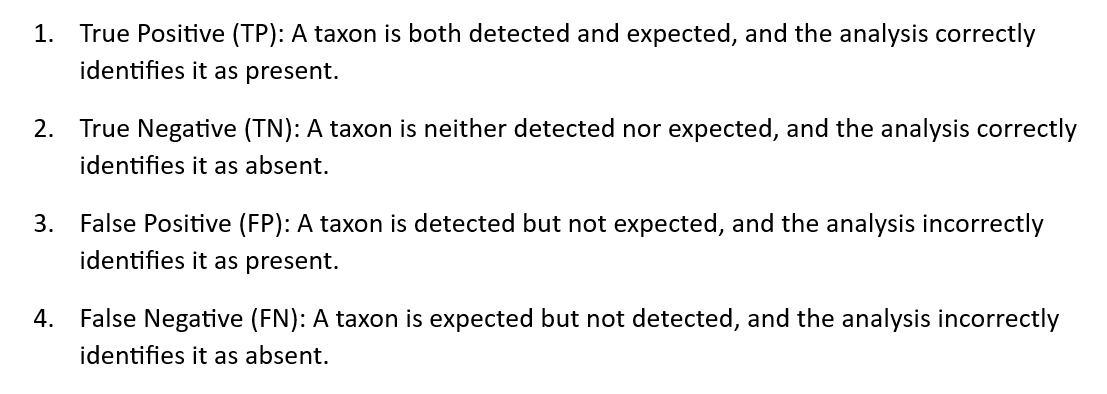 1. True Positive (TP): A taxon is both detected and expected, and the analysis correctly
identifies it as present.
2. True Negative (TN): A taxon is neither detected nor expected, and the analysis correctly
identifies it as absent.
3. False Positive (FP): A taxon is detected but not expected, and the analysis incorrectly
identifies it as present.
4. False Negative (FN): A taxon is expected but not detected, and the analysis incorrectly
identifies it as absent.